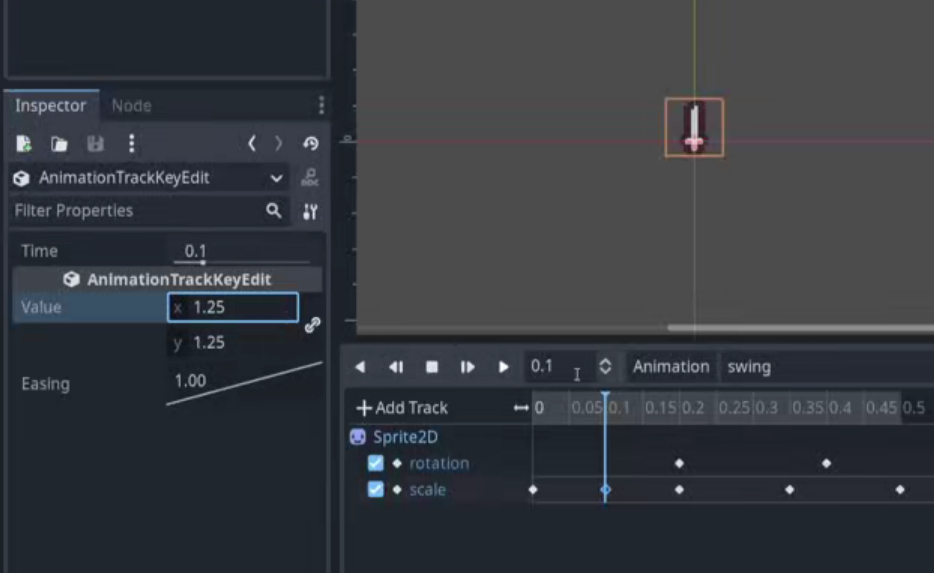 Inspector Node
AnimationTrackKeyEdit
DOC
Filter Properties
Time 0.1
AnimationTrackKeyEdit
Value x 1.25
y 1.25
Easing 1.00
0
0.1 Animation swing
Add Track 0 0.05 0.1 0.15 0.2 0.25 0.3 0.35 0.4 0.45 0.5
Sprite2D
rotation
scale